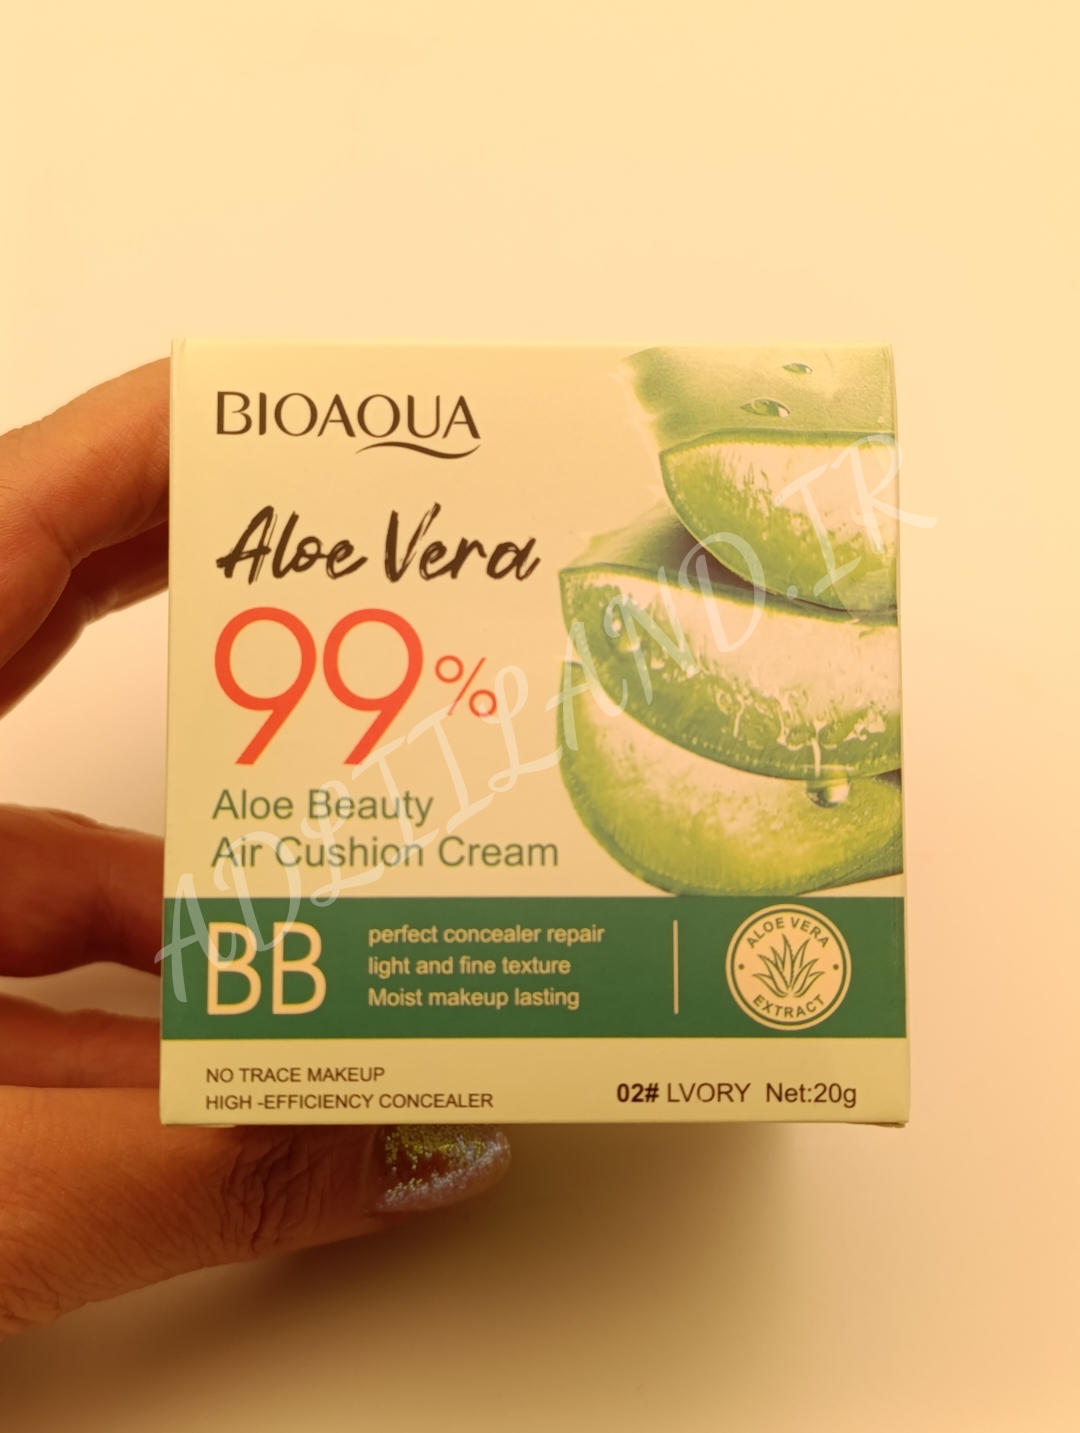 BIOAQUA
Aloe Vera
99%
Aloe Beauty
Air Cushion Cream
BB
perfect concealer repair
light and fine texture
Moist makeup lasting
ALOE VERA
EXTRACT
NO TRACE MAKEUP
HIGH -EFFICIENCY CONCEALER
02# LVORY Net:20g
ADLIILAND.IR